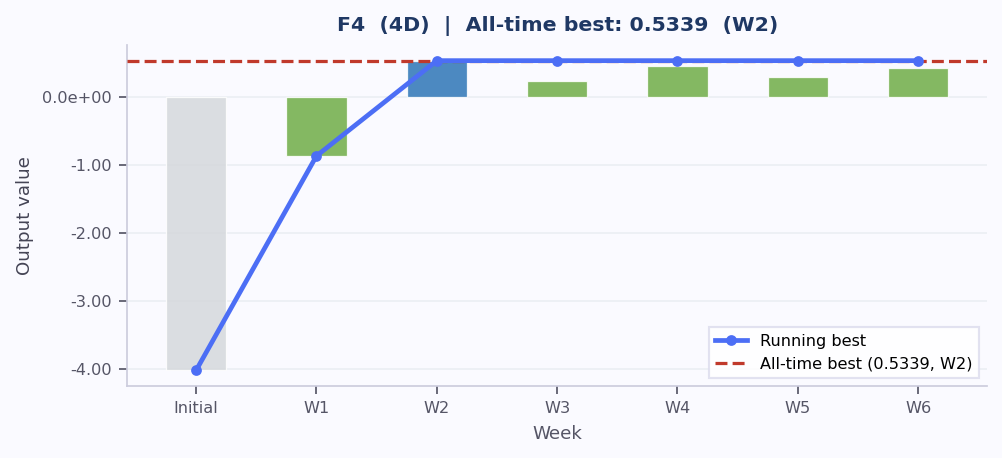 F4 (4D) | All-time best: 0.5339 (W2)
Output value
0.0e+00
-1.00
-2.00
-3.00
-4.00
Running best
All-time best (0.5339, W2)
Initial W1 W2 W3 W4 W5 W6
Week